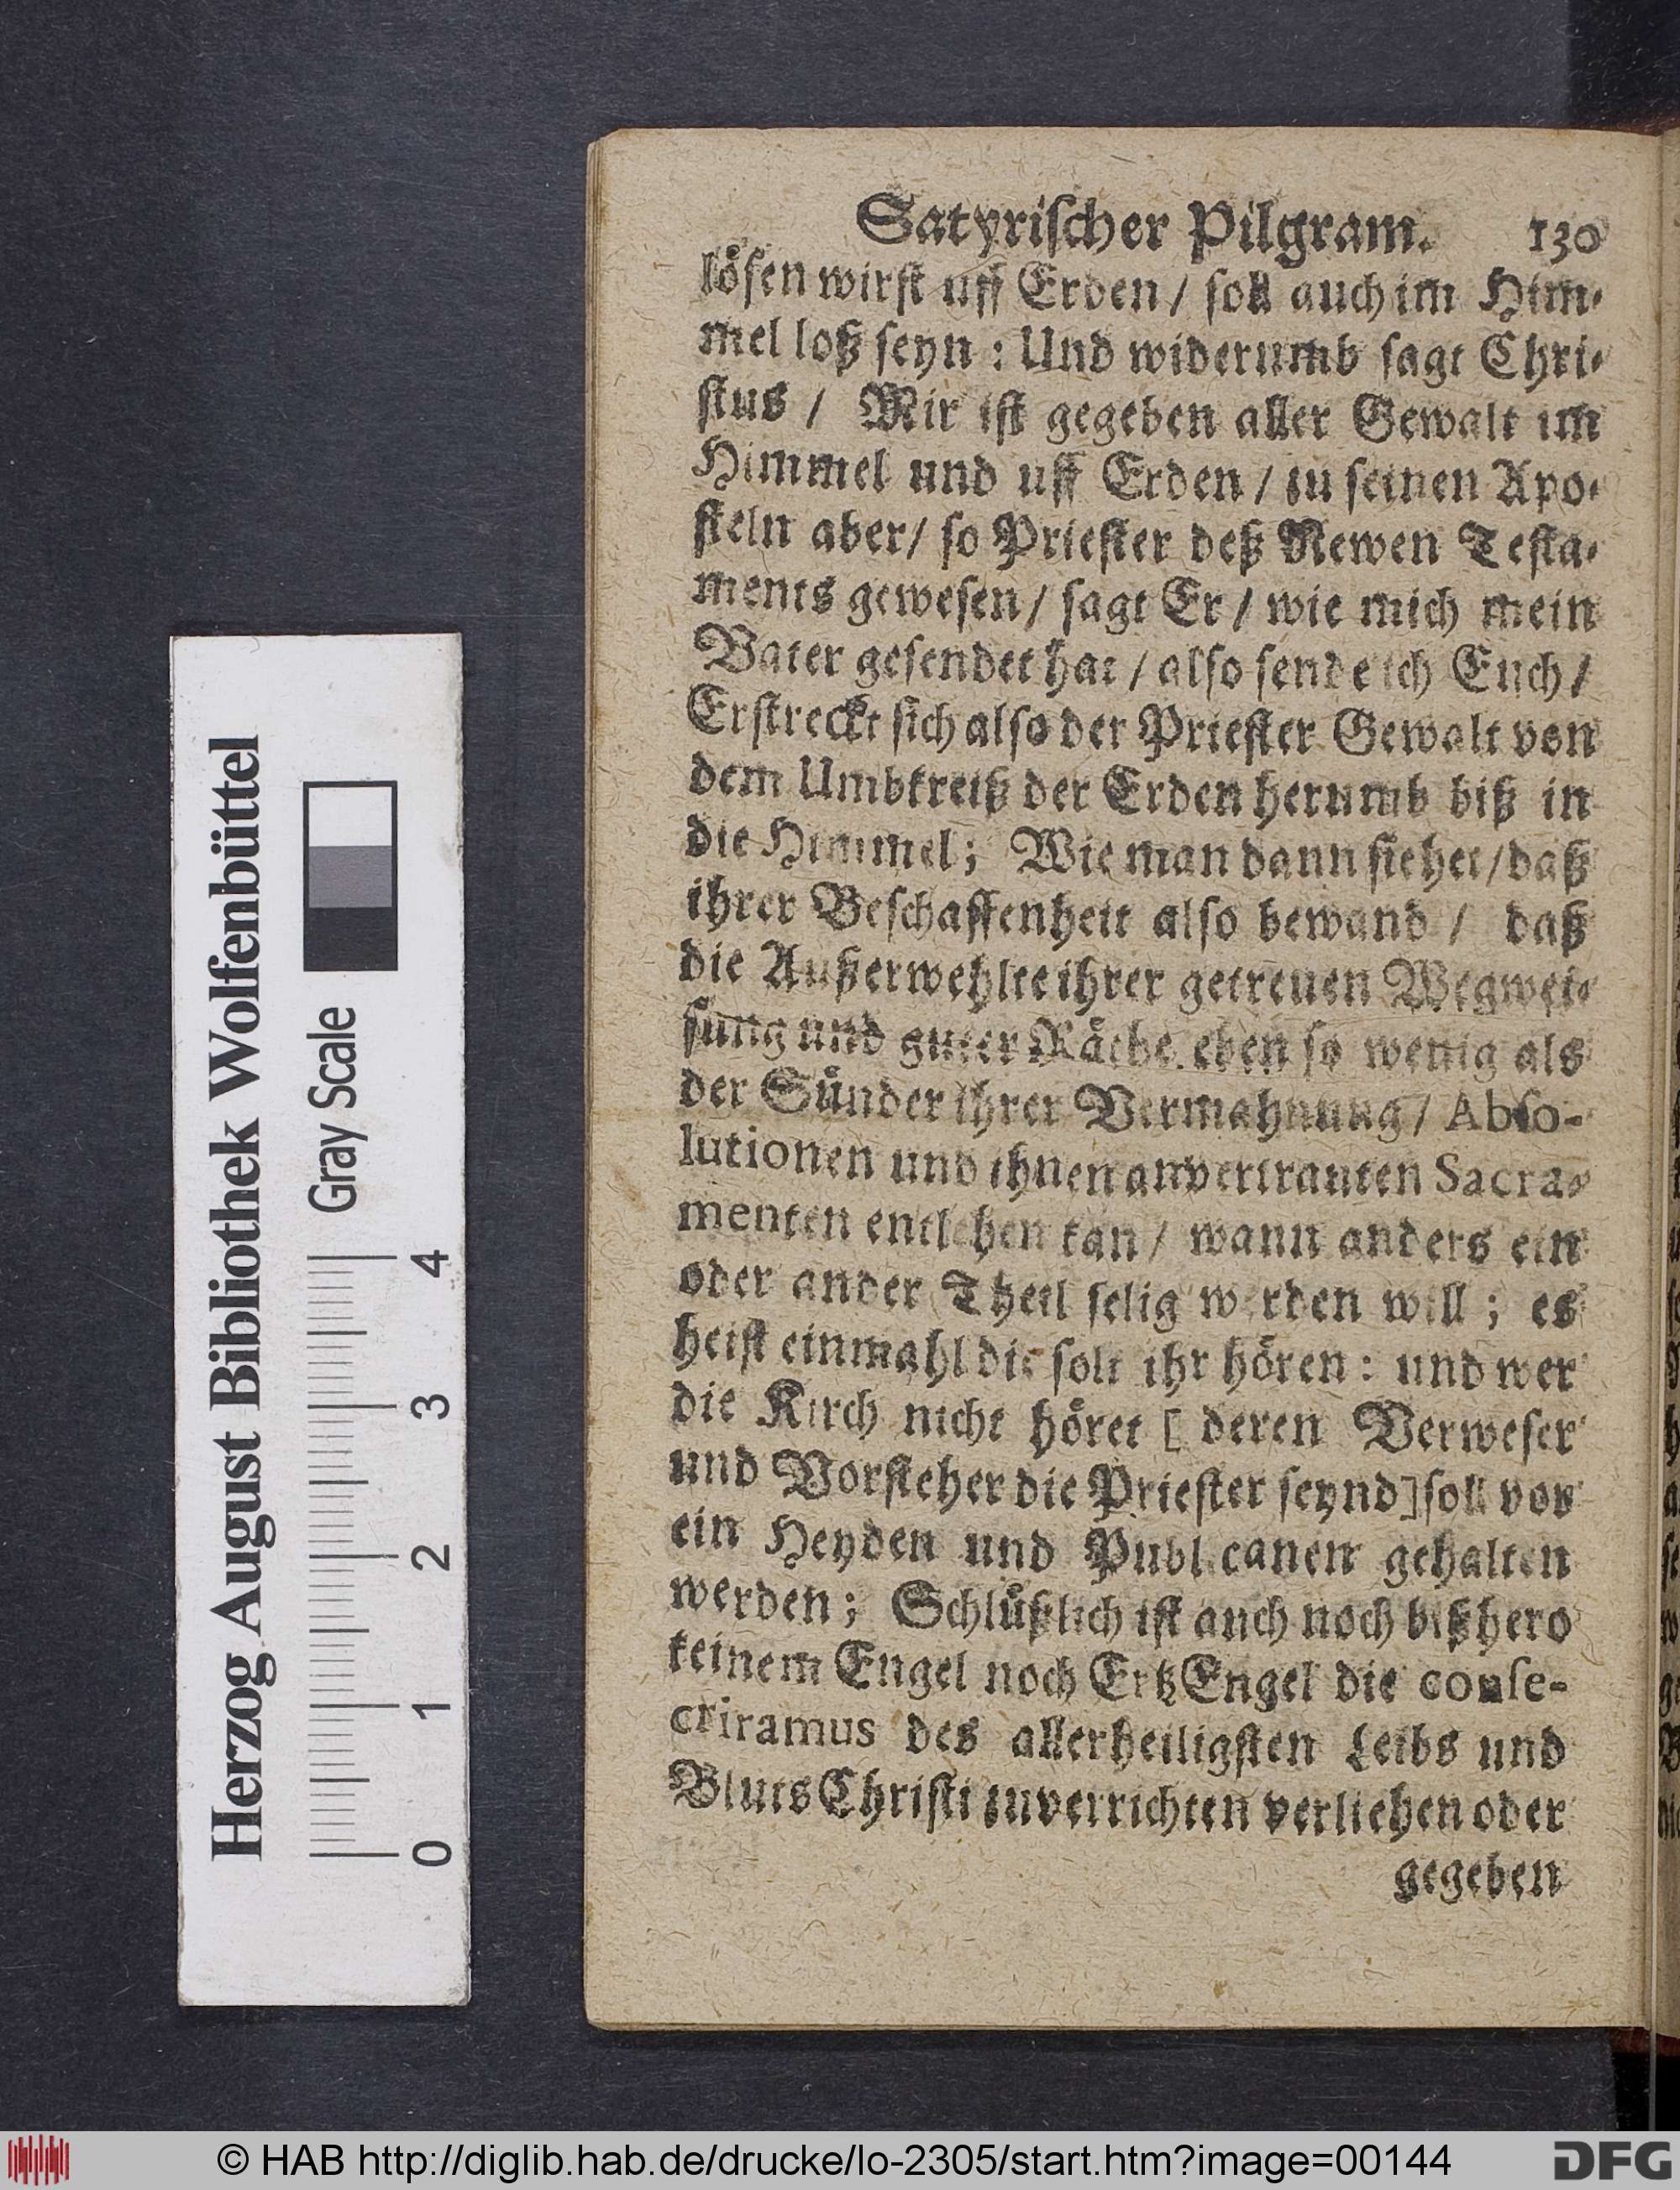 Satyrischer Pilgram. 130
lösen wirst uff Erden / soll auch im Him-
mel loß seyn : Und widerumb sagt Chri-
stus / Mir ist gegeben aller Gewalt im
Himmel und uff Erden / zu seinen Apo-
steln aber / so Priester deß Newen Testa-
ments gewesen / sagt Er / wie mich mein
Vater gesendet hat / also sende ich Euch /
Erstreckt sich also der Priester Gewalt von
dem Umbkreiß der Erden herumb biß in
die Himmel ; Wie man dann siehet / daß
ihrer Beschaffenheit also bewand / daß
die Außerwehlte ihrer getreuen Wegwei-
sung und guter Räthe eben so wenig als
der Sünder ihrer Vermahnung / Abso-
lutionen und ihnen anvertrauten Sacra-
menten entlehen kan / wann anders ein
oder ander Theil selig werden will ; es
heist einmahl die solt ihr hören : und wer
die Kirch nicht höret [ deren Verweser
und Vorsteher die Priester seynd ] soll vor
ein Heyden und Publicanen gehalten
werden ; Schlüßlich ist auch noch bißhero
keinem Engel noch ErtzEngel die conse-
criramus des allerheiligsten Leibs und
Bluts Christi zuverrichten verliehen oder
gegeben
Herzog August Bibliothek Wolfenbüttel
Gray Scale
0 1 2 3 4
© HAB http://diglib.hab.de/drucke/lo-2305/start.htm?image=00144
DFG